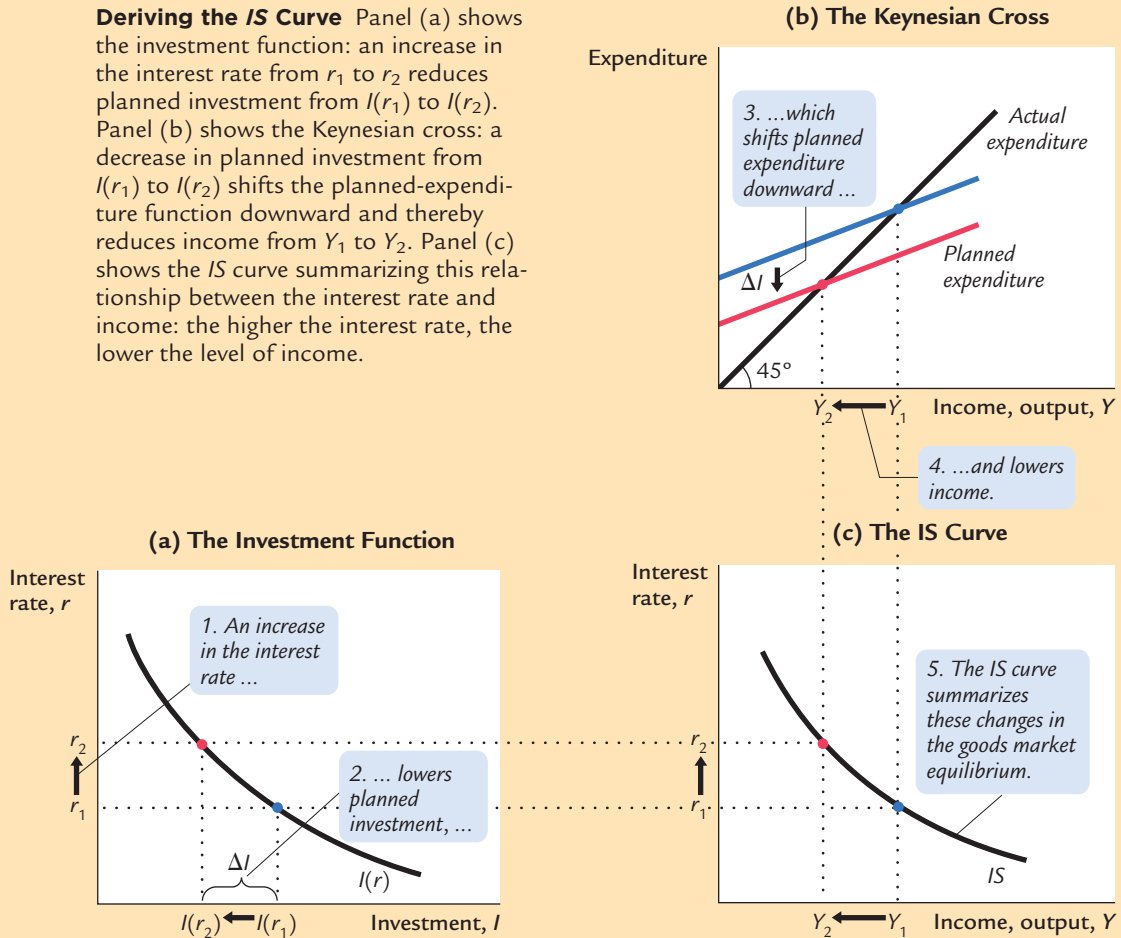 Deriving the IS Curve Panel (a) shows
the investment function: an increase in
the interest rate from r₁ to r₂ reduces
planned investment from I(r₁) to I(r₂).
Panel (b) shows the Keynesian cross: a
decrease in planned investment from
I(r₁) to I(r₂) shifts the planned-expendi-
ture function downward and thereby
reduces income from Y₁ to Y₂. Panel (c)
shows the IS curve summarizing this rela-
tionship between the interest rate and
income: the higher the interest rate, the
lower the level of income.
(b) The Keynesian Cross
Expenditure
3. ...which
shifts planned
expenditure
downward ...
Actual
expenditure
Planned
expenditure
ΔI
45°
Y₂
Y₁
Income, output, Y
4. ...and lowers
income.
(a) The Investment Function
Interest
rate, r
1. An increase
in the interest
rate ...
r₂
r₁
2. ... lowers
planned
investment, ...
ΔI
I(r)
I(r₂)
I(r₁)
Investment, I
(c) The IS Curve
Interest
rate, r
5. The IS curve
summarizes
these changes in
the goods market
equilibrium.
r₂
r₁
IS
Y₂
Y₁
Income, output, Y